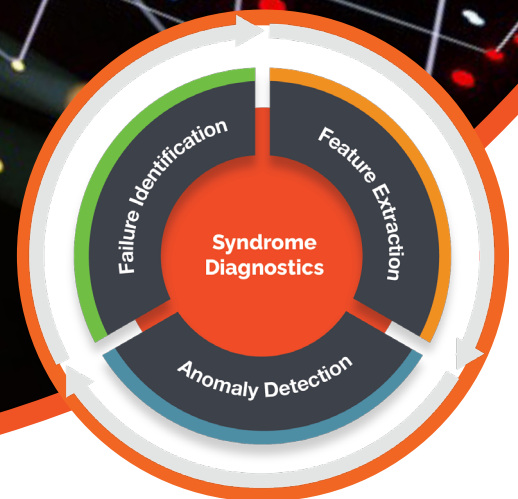 Failure Identification
Feature Extraction
Syndrome
Diagnostics
Anomaly Detection